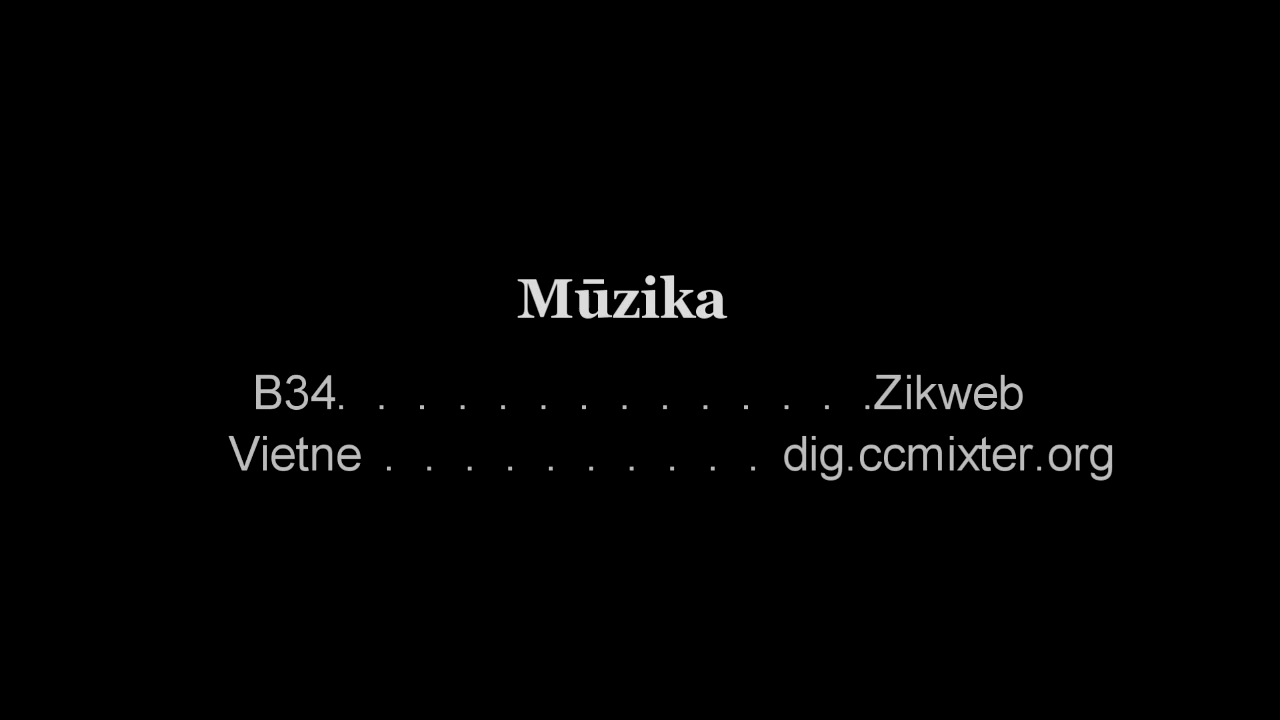 Mūzika
B34. . . . . . . . . . . . . .Zikweb
Vietne . . . . . . . . . . dig.ccmixter.org